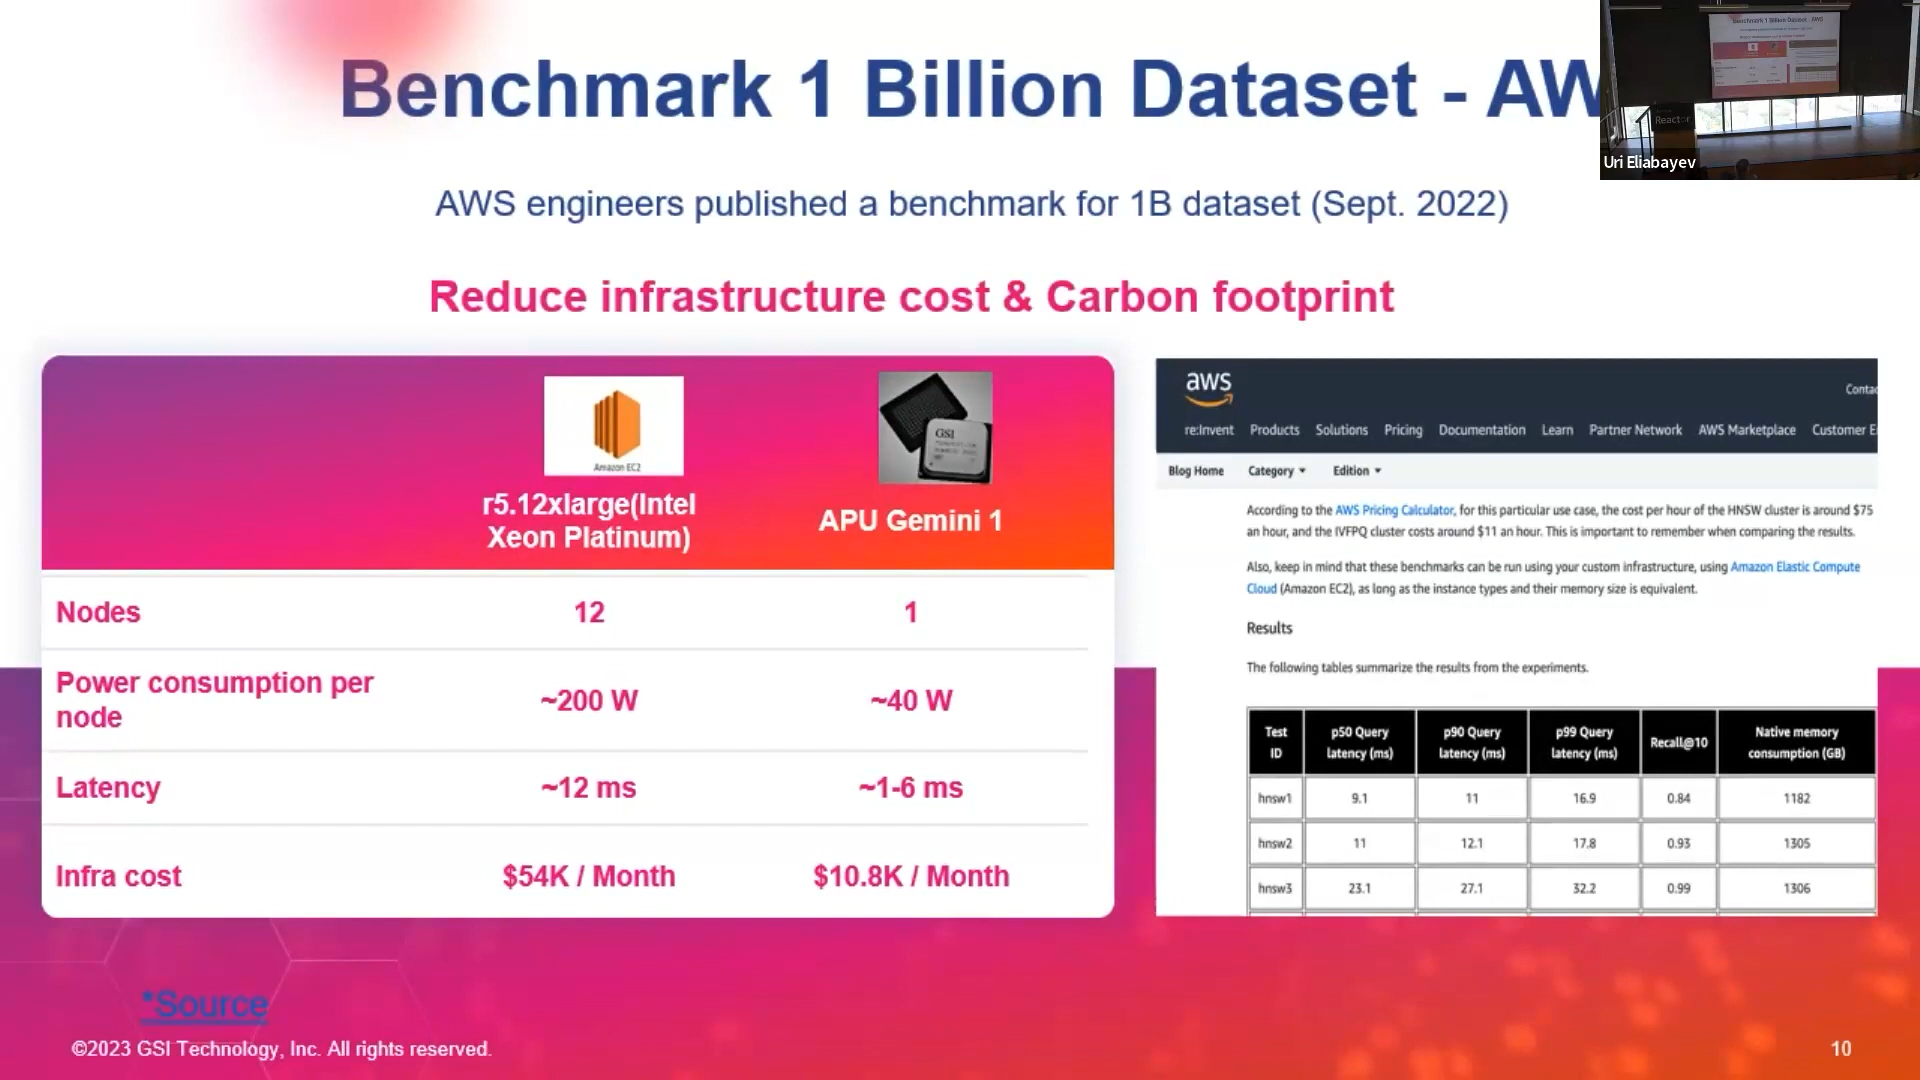 Benchmark 1 Billion Dataset - AW
Uri Eliabayev
Reactor
AWS engineers published a benchmark for 1B dataset (Sept. 2022)
Reduce infrastructure cost & Carbon footprint
Amazon EC2
GSI
r5.12xlarge(Intel
Xeon Platinum)
APU Gemini 1
Nodes 12 1
Power consumption per
node
~200 W ~40 W
Latency ~12 ms ~1-6 ms
Infra cost $54K / Month $10.8K / Month
aws
Contac
re:Invent Products Solutions Pricing Documentation Learn Partner Network AWS Marketplace Customer E
Blog Home Category Edition
According to the AWS Pricing Calculator, for this particular use case, the cost per hour of the HNSW cluster is around $75
an hour, and the IVFPQ cluster costs around $11 an hour. This is important to remember when comparing the results.
Also, keep in mind that these benchmarks can be run using your custom infrastructure, using Amazon Elastic Compute
Cloud (Amazon EC2), as long as the instance types and their memory size is equivalent.
Results
The following tables summarize the results from the experiments.
Test
ID
p50 Query
latency (ms)
p90 Query
latency (ms)
p99 Query
latency (ms)
Recall@10
Native memory
consumption (GB)
hnsw1 9.1 11 16.9 0.84 1182
hnsw2 11 12.1 17.8 0.93 1305
hnsw3 23.1 27.1 32.2 0.99 1306
*Source
©2023 GSI Technology, Inc. All rights reserved.
10